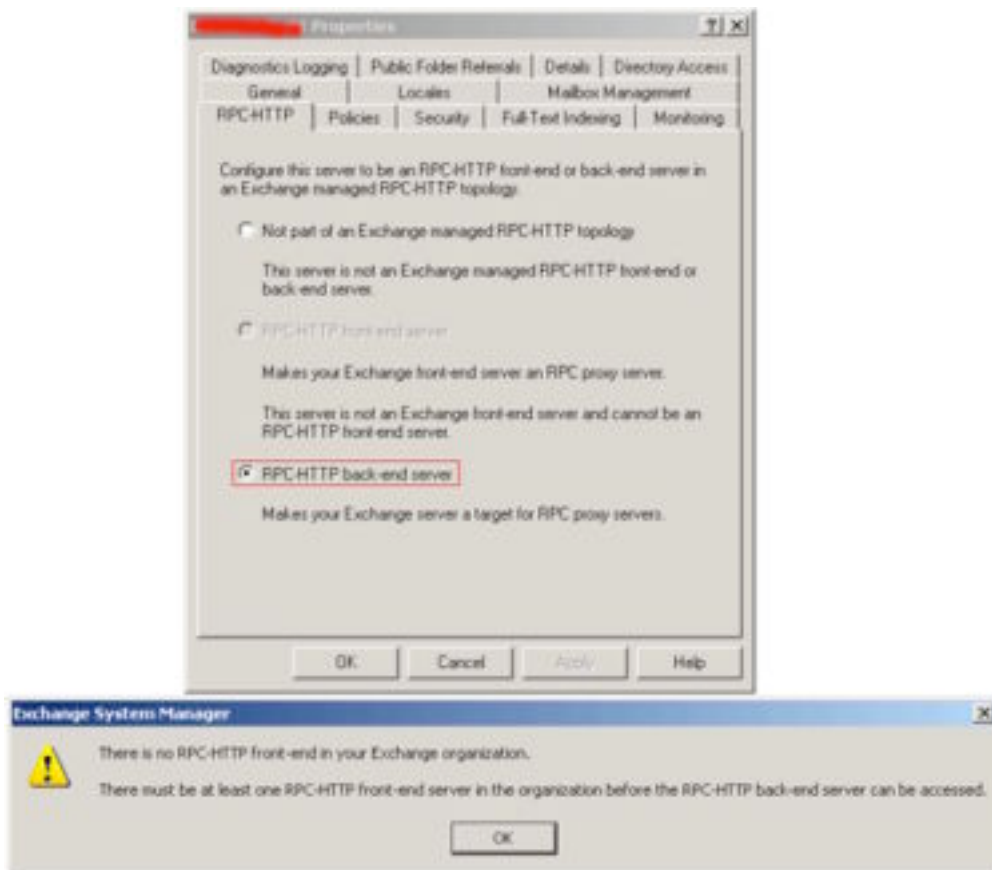 Properties
Diagnostics Logging Public Folder Referrals Details Directory Access
General Locales Mailbox Management
RPC-HTTP Policies Security Full-Text Indexing Monitoring
Configure this server to be an RPC-HTTP front-end or back-end server in
an Exchange managed RPC-HTTP topology.
Not part of an Exchange managed RPC-HTTP topology
This server is not an Exchange managed RPC-HTTP front-end or
back-end server.
RPC-HTTP front-end server
Makes your Exchange front-end server an RPC proxy server.
This server is not an Exchange front-end server and cannot be an
RPC-HTTP front-end server.
RPC-HTTP back-end server
Makes your Exchange server a target for RPC proxy servers.
OK Cancel Apply Help
Exchange System Manager
There is no RPC-HTTP front-end in your Exchange organization.
There must be at least one RPC-HTTP front-end server in the organization before the RPC-HTTP back-end server can be accessed.
OK